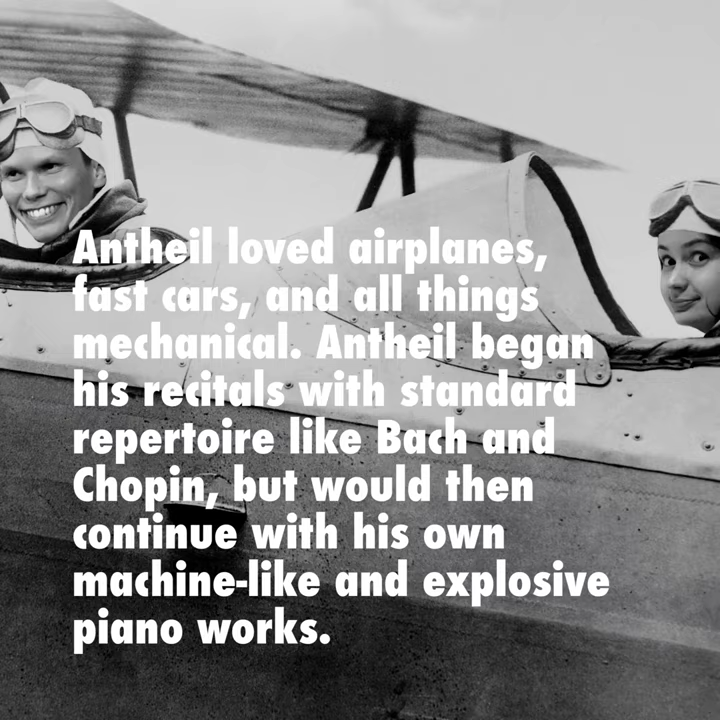 Antheil loved airplanes,
fast cars, and all things
mechanical. Antheil began
his recitals with standard
repertoire like Bach and
Chopin, but would then
continue with his own
machine-like and explosive
piano works.